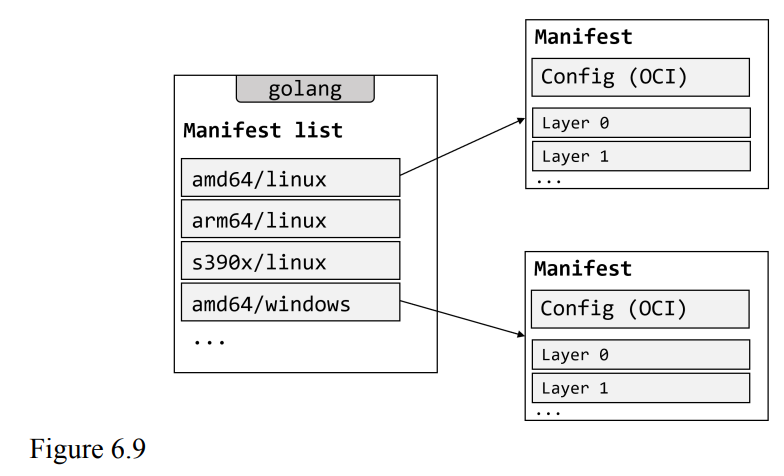 golang
Manifest list
amd64/linux
arm64/linux
s390x/linux
amd64/windows
...
Manifest
Config (OCI)
Layer 0
Layer 1
...
Manifest
Config (OCI)
Layer 0
Layer 1
...
Figure 6.9